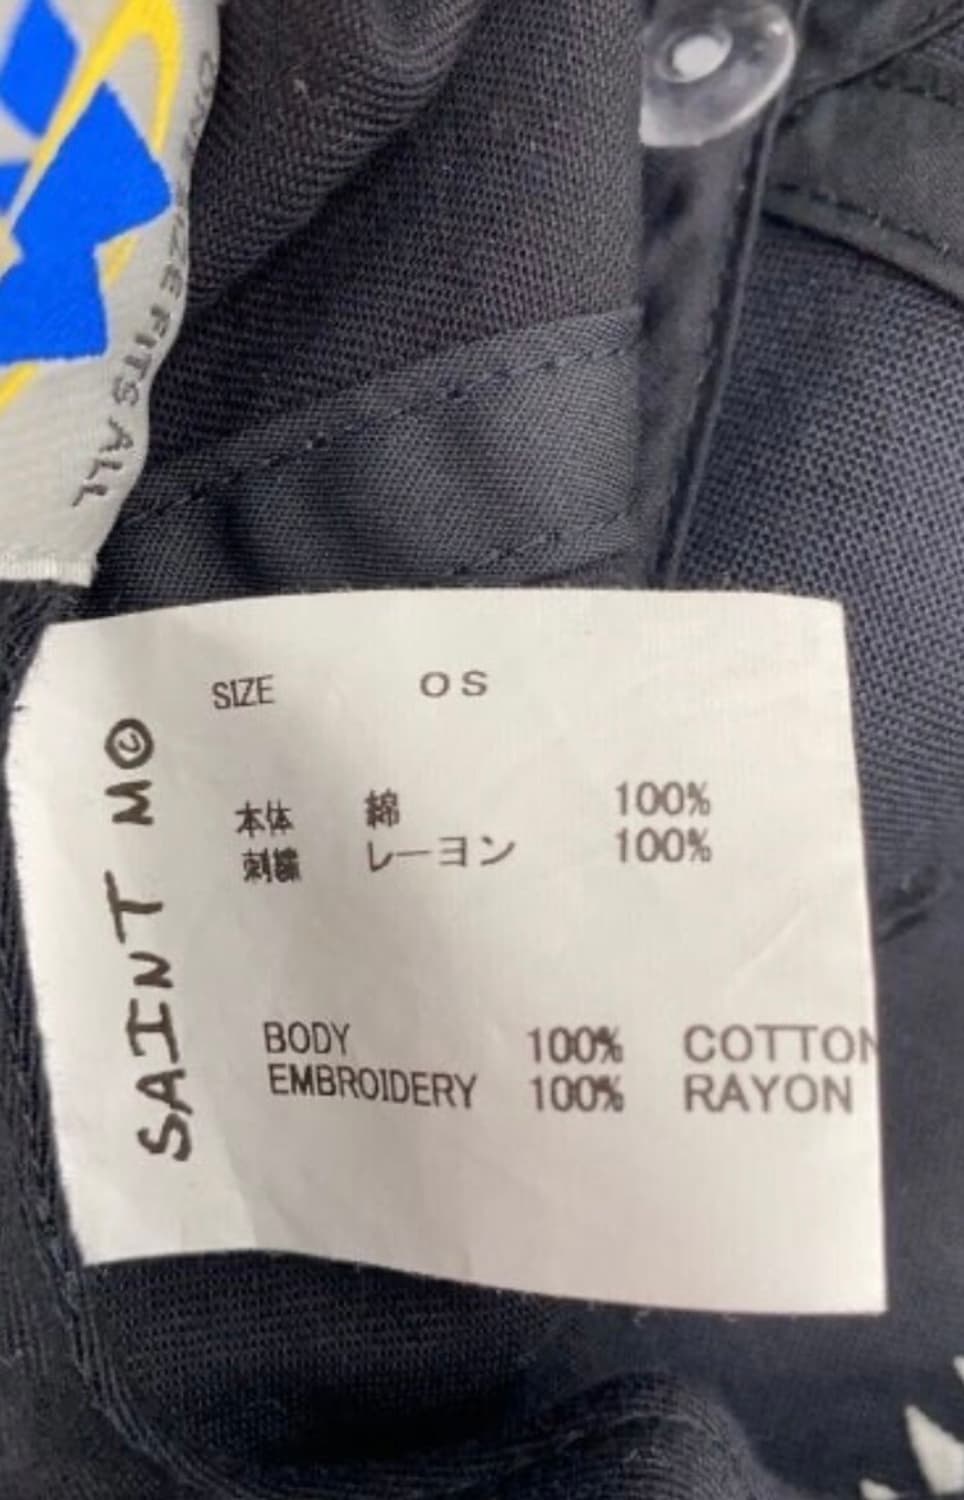 SIZE FITS ALL
SIZE OS
本体 綿 100%
刺繍 レーヨン 100%
BODY 100% COTTON
EMBROIDERY 100% RAYON
SAINT M©